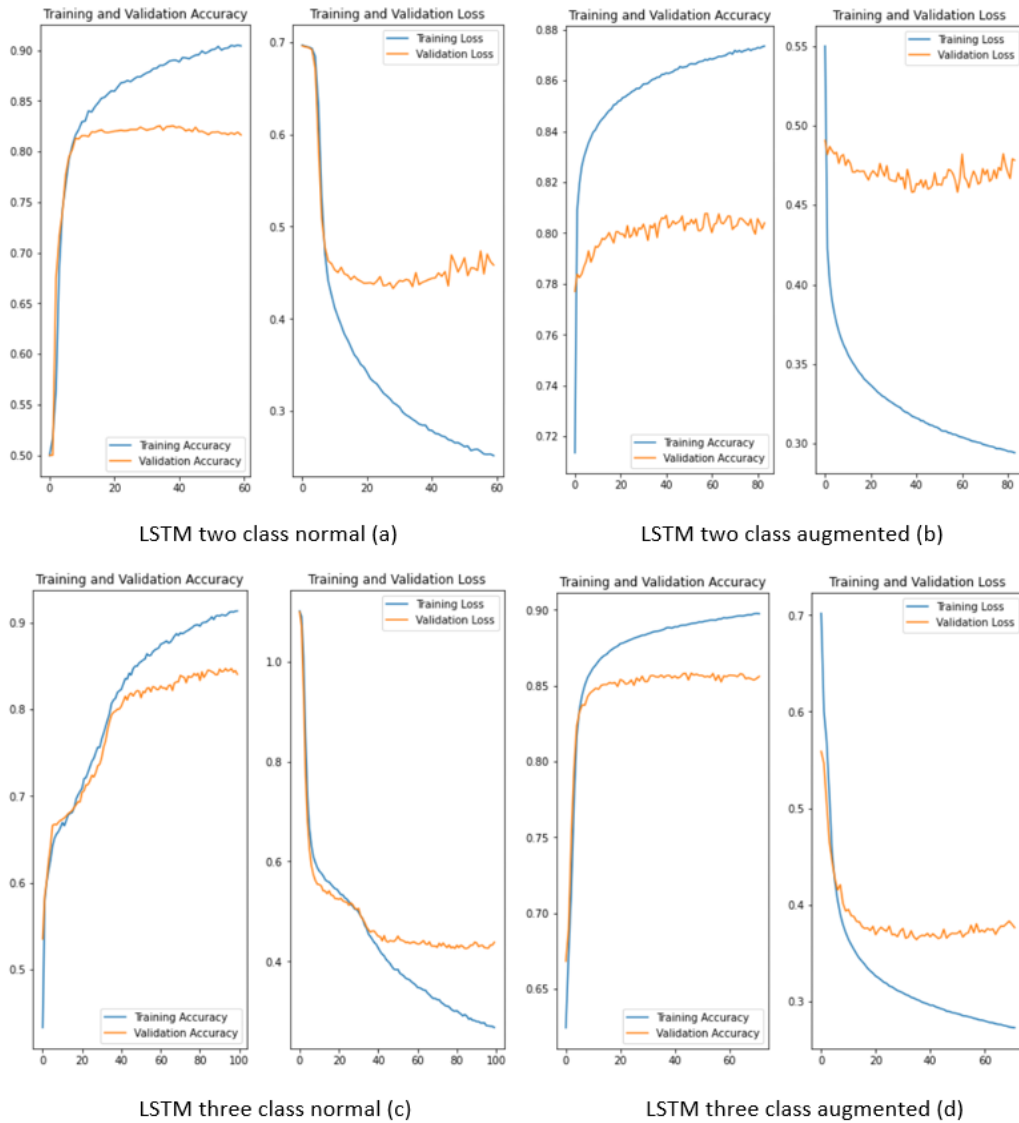 Training and Validation Accuracy
0.90
0.85
0.80
0.75
0.70
0.65
0.60
0.55
0.50
Training Accuracy
Validation Accuracy
0 20 40 60
Training and Validation Loss
Training Loss
Validation Loss
0.7
0.6
0.5
0.4
0.3
0 20 40 60
LSTM two class normal (a)
Training and Validation Accuracy
0.88
0.86
0.84
0.82
0.80
0.78
0.76
0.74
0.72
Training Accuracy
Validation Accuracy
0 20 40 60 80
Training and Validation Loss
Training Loss
Validation Loss
0.55
0.50
0.45
0.40
0.35
0.30
0 20 40 60 80
LSTM two class augmented (b)
Training and Validation Accuracy
0.9
0.8
0.7
0.6
0.5
Training Accuracy
Validation Accuracy
0 20 40 60 80 100
Training and Validation Loss
Training Loss
Validation Loss
1.0
0.8
0.6
0.4
0 20 40 60 80 100
LSTM three class normal (c)
Training and Validation Accuracy
0.90
0.85
0.80
0.75
0.70
0.65
Training Accuracy
Validation Accuracy
0 20 40 60
Training and Validation Loss
Training Loss
Validation Loss
0.7
0.6
0.5
0.4
0.3
0 20 40 60
LSTM three class augmented (d)